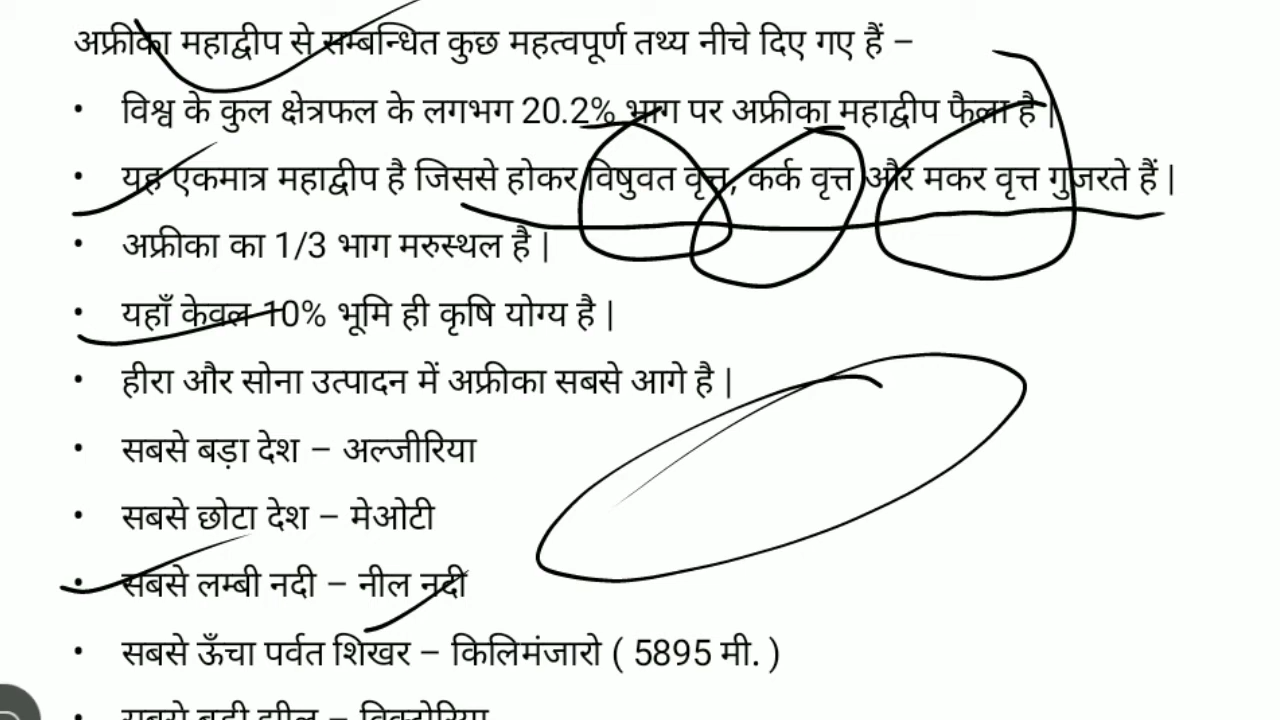 अफ्रीका महाद्वीप से सम्बन्धित कुछ महत्वपूर्ण तथ्य नीचे दिए गए हैं –
• विश्व के कुल क्षेत्रफल के लगभग 20.2% भाग पर अफ्रीका महाद्वीप फैला है |
• यह एकमात्र महाद्वीप है जिससे होकर विषुवत वृत्त, कर्क वृत्त और मकर वृत्त गुजरते हैं |
• अफ्रीका का 1/3 भाग मरुस्थल है |
• यहाँ केवल 10% भूमि ही कृषि योग्य है |
• हीरा और सोना उत्पादन में अफ्रीका सबसे आगे है |
• सबसे बड़ा देश – अल्जीरिया
• सबसे छोटा देश – मेओटी
• सबसे लम्बी नदी – नील नदी
• सबसे ऊँचा पर्वत शिखर – किलिमंजारो ( 5895 मी. )
• सबसे बड़ी झील – विक्टोरिया